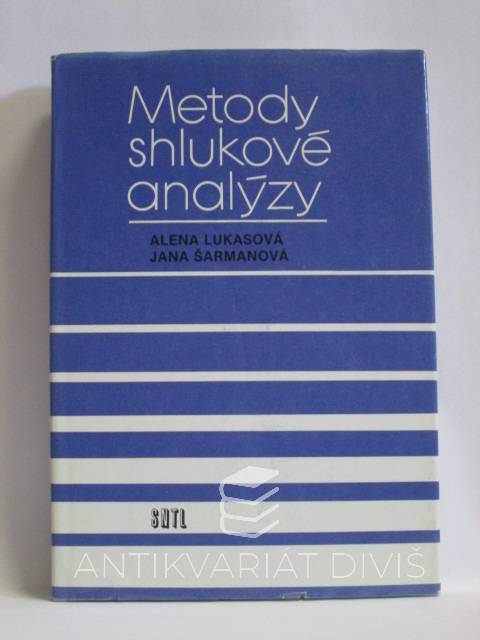 Metody
shlukové
analýzy
ALENA LUKASOVÁ
JANA ŠARMANOVÁ
SNTL
ANTIKVARIÁT DIVIŠ